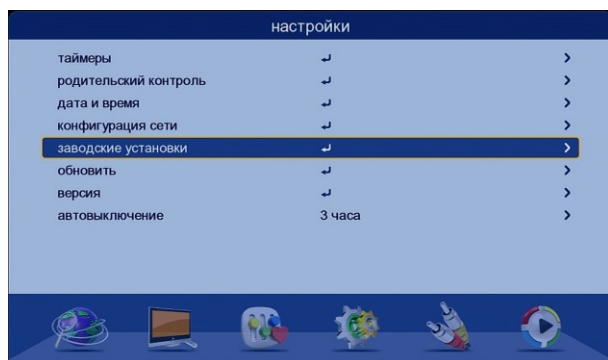 настройки
таймеры
родительский контроль
дата и время
конфигурация сети
заводские установки
обновить
версия
автовыключение 3 часа